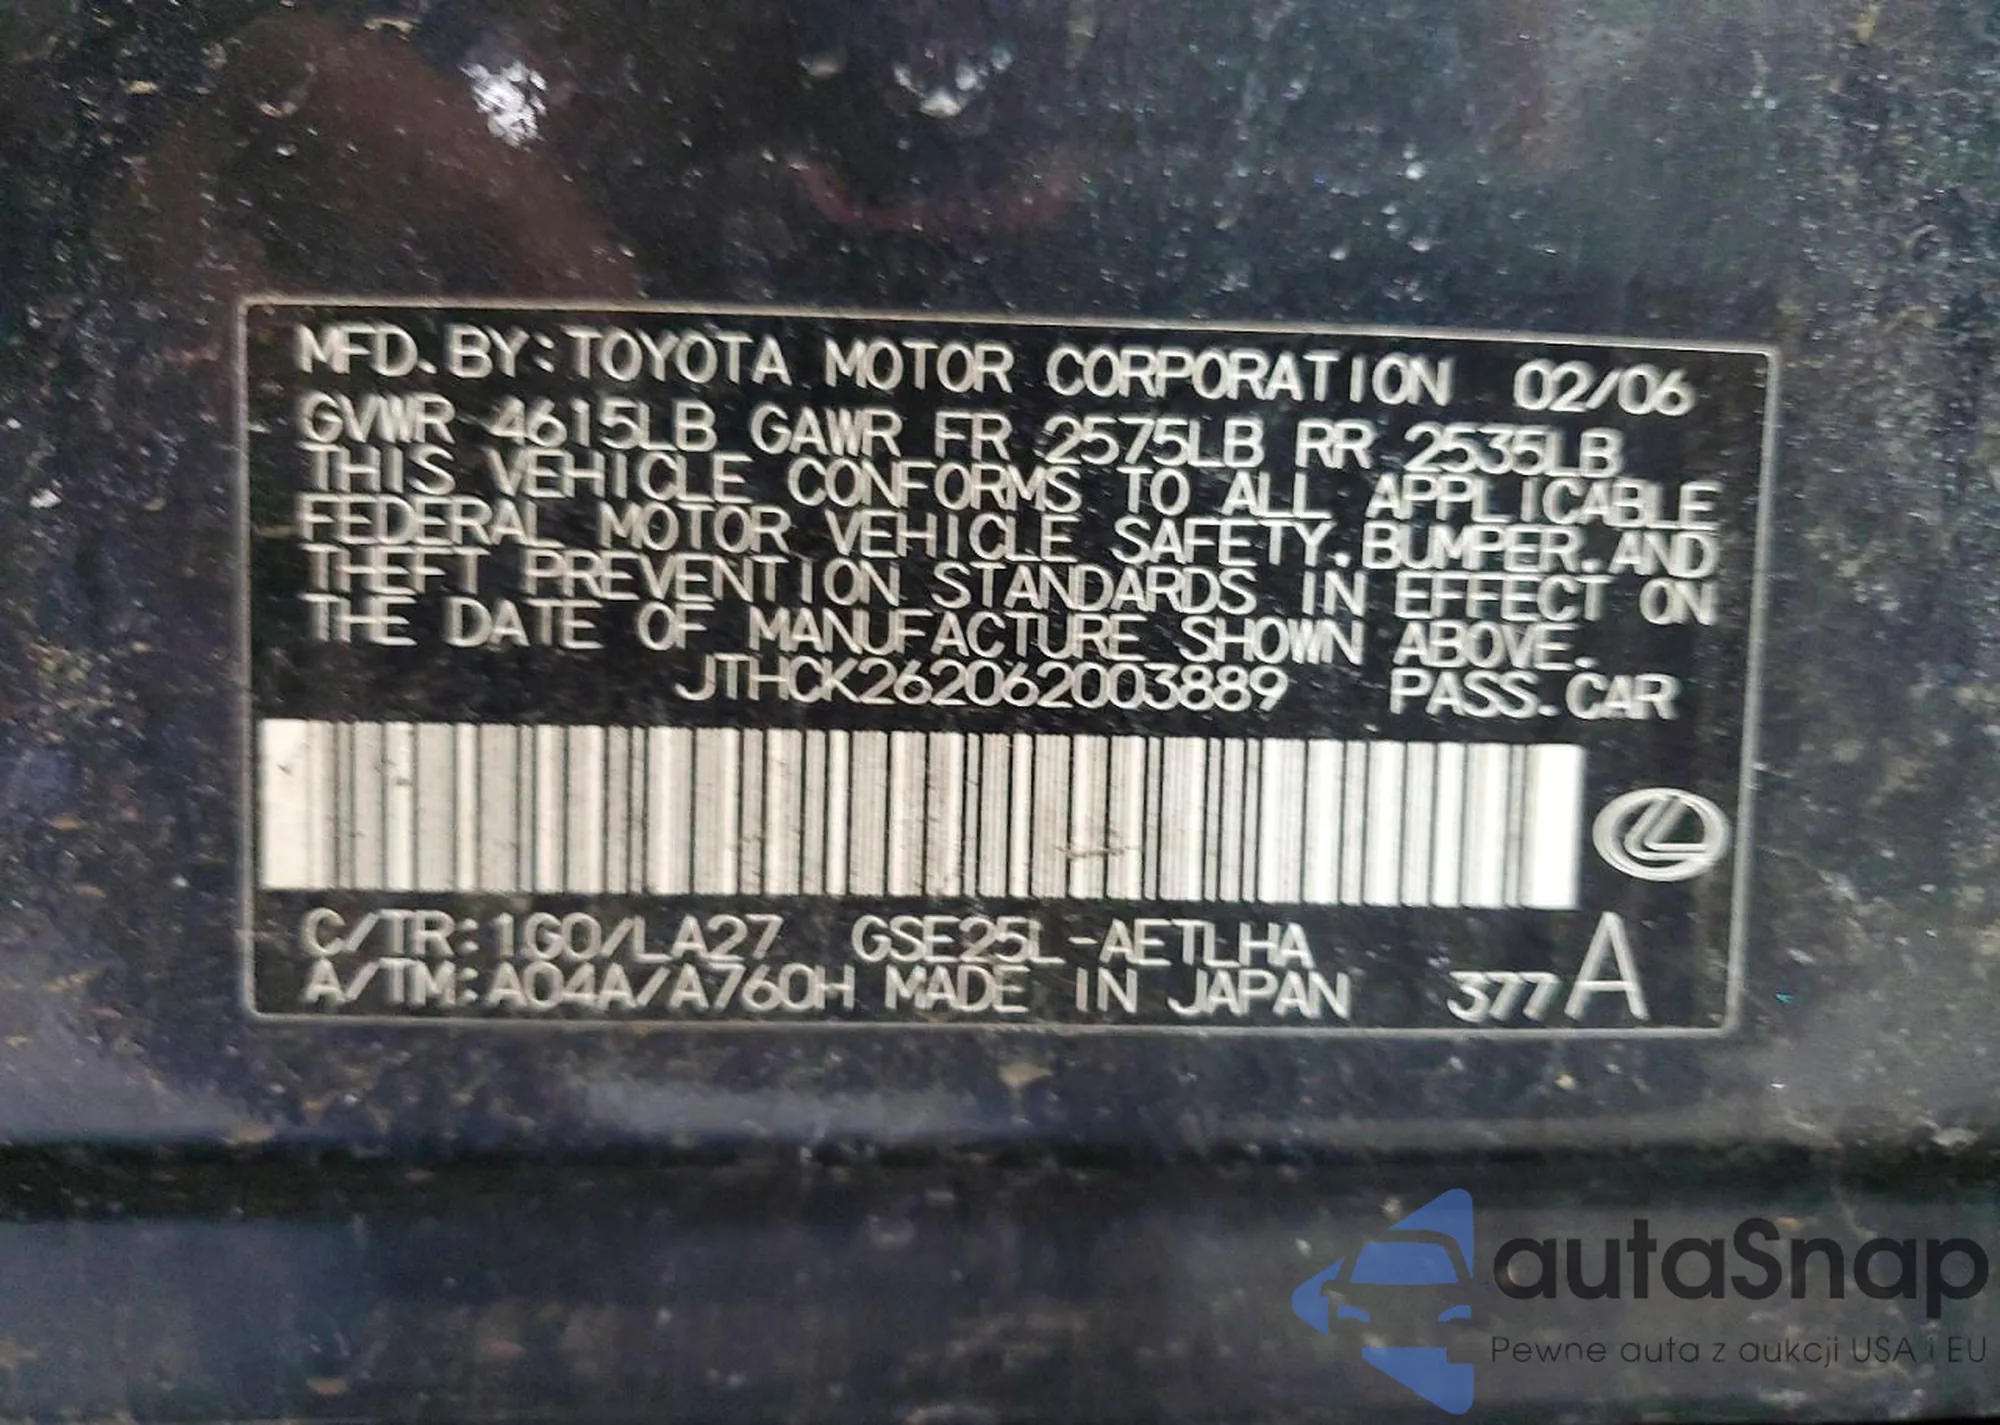 MFD. BY: TOYOTA MOTOR CORPORATION 02/06
GVWR 4615LB GAWR FR 2575LB RR 2535LB
THIS VEHICLE CONFORMS TO ALL APPLICABLE
FEDERAL MOTOR VEHICLE SAFETY. BUMPER. AND
THEFT PREVENTION STANDARDS IN EFFECT ON
THE DATE OF MANUFACTURE SHOWN ABOVE.
JTHCK262062003889 PASS. CAR
C/TR: 1G0/LA27 GSE25L-AETLHA
A/TM: A04A/A760H MADE IN JAPAN 377 A
autaSnap
Pewne auta z aukcji USA i EU